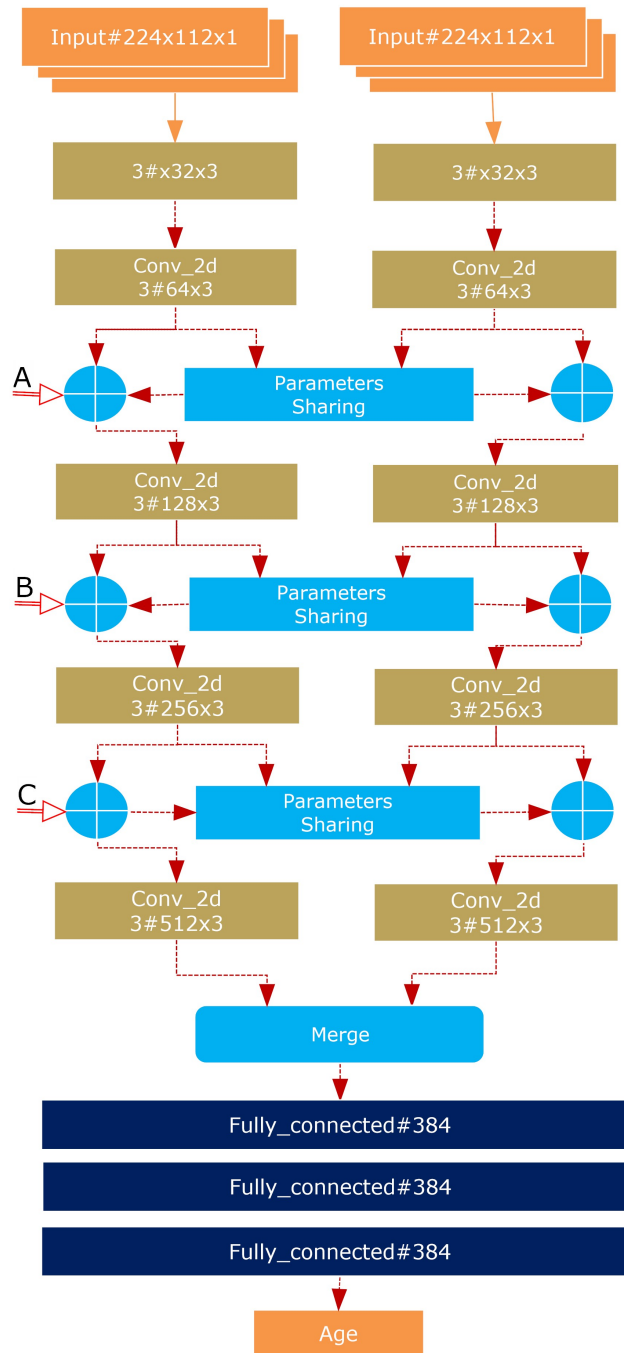 Input#224x112x1
Input#224x112x1
3#x32x3
3#x32x3
Conv_2d
3#64x3
Conv_2d
3#64x3
A
Parameters
Sharing
Conv_2d
3#128x3
Conv_2d
3#128x3
B
Parameters
Sharing
Conv_2d
3#256x3
Conv_2d
3#256x3
C
Parameters
Sharing
Conv_2d
3#512x3
Conv_2d
3#512x3
Merge
Fully_connected#384
Fully_connected#384
Fully_connected#384
Age